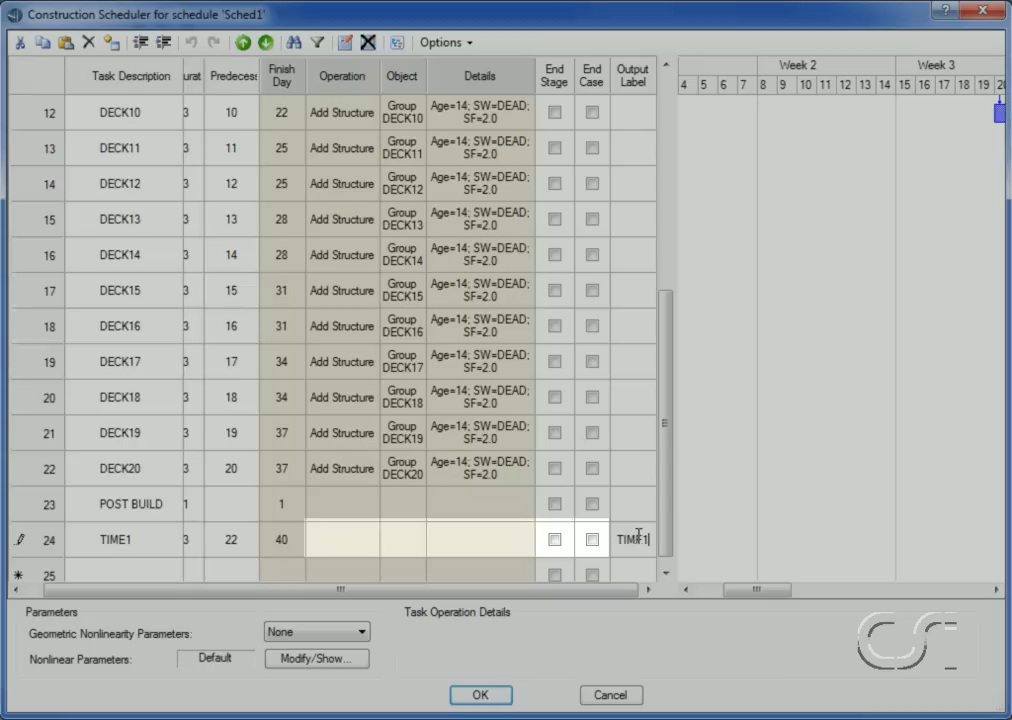 Construction Scheduler for schedule 'Sched1'
Options
Task Description urat Predecess Finish Day Operation Object Details End Stage End Case Output Label
Week 2 Week 3
4 5 6 7 8 9 10 11 12 13 14 15 16 17 18 19 20
12 DECK10 3 10 22 Add Structure Group DECK10 Age=14; SW=DEAD; SF=2.0
13 DECK11 3 11 25 Add Structure Group DECK11 Age=14; SW=DEAD; SF=2.0
14 DECK12 3 12 25 Add Structure Group DECK12 Age=14; SW=DEAD; SF=2.0
15 DECK13 3 13 28 Add Structure Group DECK13 Age=14; SW=DEAD; SF=2.0
16 DECK14 3 14 28 Add Structure Group DECK14 Age=14; SW=DEAD; SF=2.0
17 DECK15 3 15 31 Add Structure Group DECK15 Age=14; SW=DEAD; SF=2.0
18 DECK16 3 16 31 Add Structure Group DECK16 Age=14; SW=DEAD; SF=2.0
19 DECK17 3 17 34 Add Structure Group DECK17 Age=14; SW=DEAD; SF=2.0
20 DECK18 3 18 34 Add Structure Group DECK18 Age=14; SW=DEAD; SF=2.0
21 DECK19 3 19 37 Add Structure Group DECK19 Age=14; SW=DEAD; SF=2.0
22 DECK20 3 20 37 Add Structure Group DECK20 Age=14; SW=DEAD; SF=2.0
23 POST BUILD 1 1
24 TIME1 3 22 40 TIME1
25
Parameters
Geometric Nonlinearity Parameters: None
Nonlinear Parameters: Default Modify/Show...
Task Operation Details
CSI
OK Cancel